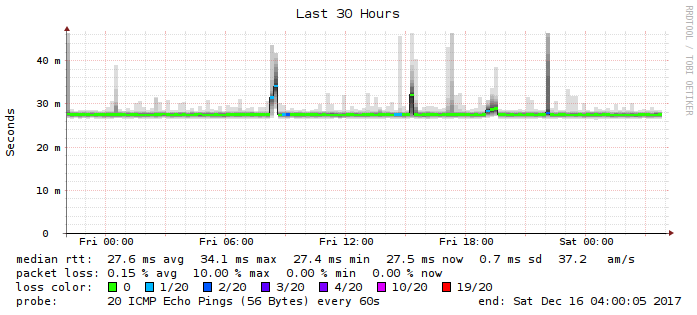 Last 30 Hours
RRDTOOL / TOBI OETIKER
Seconds
40 m
30 m
20 m
10 m
0
Fri 00:00 Fri 06:00 Fri 12:00 Fri 18:00 Sat 00:00
median rtt: 27.6 ms avg 34.1 ms max 27.4 ms min 27.5 ms now 0.7 ms sd 37.2 am/s
packet loss: 0.15 % avg 10.00 % max 0.00 % min 0.00 % now
loss color: 0 1/20 2/20 3/20 4/20 10/20 19/20
probe: 20 ICMP Echo Pings (56 Bytes) every 60s end: Sat Dec 16 04:00:05 2017